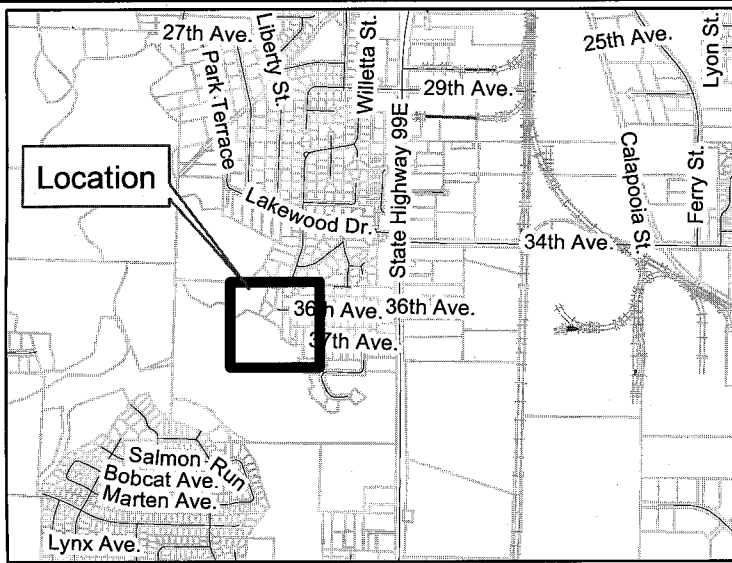 27th Ave.
Liberty St.
Park Terrace
Willetta St.
State Highway 99E
29th Ave.
25th Ave.
Lyon St.
Calapooia St.
Ferry St.
Location
Lakewood Dr.
34th Ave.
36th Ave.
36th Ave.
37th Ave.
Salmon Run
Bobcat Ave.
Marten Ave.
Lynx Ave.